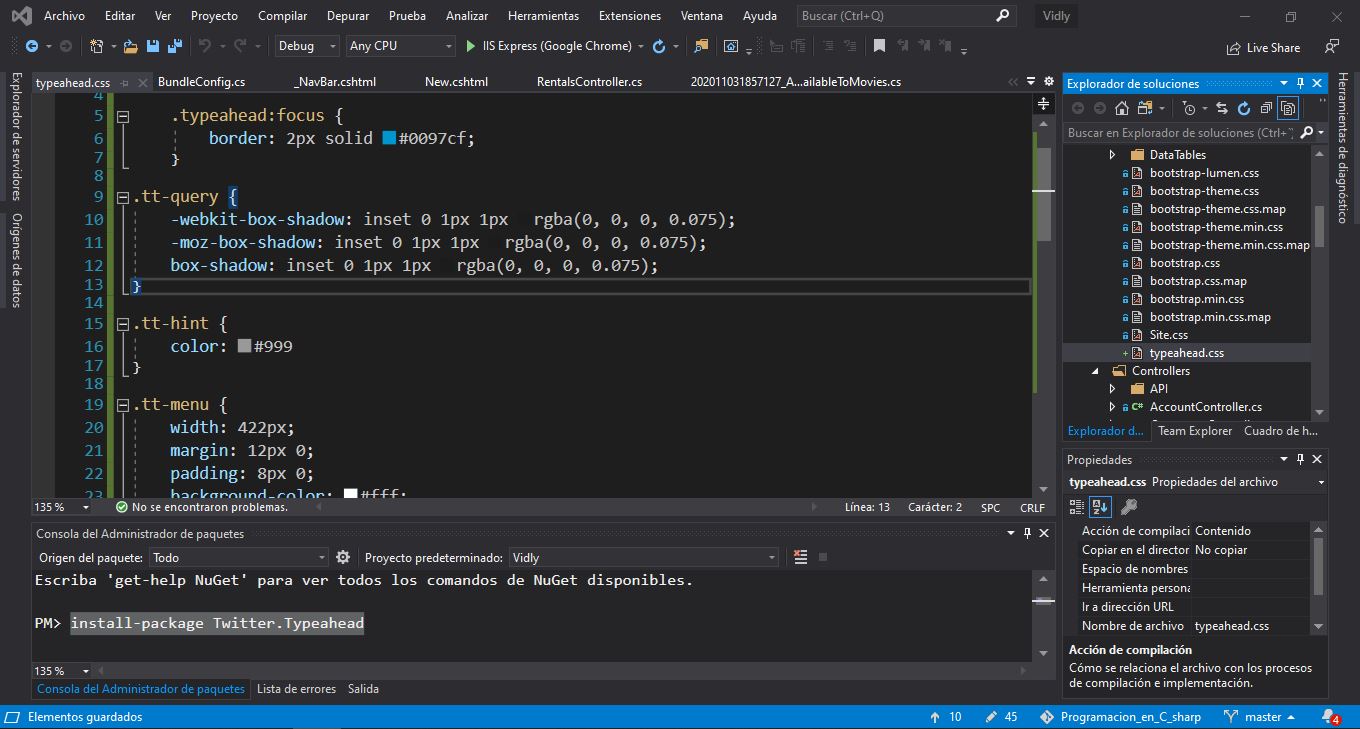 Archivo Editar Ver Proyecto Compilar Depurar Prueba Analizar Herramientas Extensiones Ventana Ayuda Buscar (Ctrl+Q) Vidly
Debug Any CPU IIS Express (Google Chrome) Live Share
Explorador de servidores
Orígenes de datos
typeahead.css BundleConfig.cs _NavBar.cshtml New.cshtml RentalsController.cs 202011031857127_A...ailableToMovies.cs
4
5 .typeahead:focus {
6 border: 2px solid #0097cf;
7 }
8
9 .tt-query {
10 -webkit-box-shadow: inset 0 1px 1px rgba(0, 0, 0, 0.075);
11 -moz-box-shadow: inset 0 1px 1px rgba(0, 0, 0, 0.075);
12 box-shadow: inset 0 1px 1px rgba(0, 0, 0, 0.075);
13 }
14
15 .tt-hint {
16 color: #999
17 }
18
19 .tt-menu {
20 width: 422px;
21 margin: 12px 0;
22 padding: 8px 0;
23 background-color: #fff;
135 % No se encontraron problemas. Línea: 13 Carácter: 2 SPC CRLF
Consola del Administrador de paquetes
Origen del paquete: Todo Proyecto predeterminado: Vidly
Escriba 'get-help NuGet' para ver todos los comandos de NuGet disponibles.
PM> install-package Twitter.Typeahead
135 %
Consola del Administrador de paquetes Lista de errores Salida
Explorador de soluciones
Buscar en Explorador de soluciones (Ctrl+
DataTables
bootstrap-lumen.css
bootstrap-theme.css
bootstrap-theme.css.map
bootstrap-theme.min.css
bootstrap-theme.min.css.map
bootstrap.css
bootstrap.css.map
bootstrap.min.css
bootstrap.min.css.map
Site.css
+ typeahead.css
Controllers
API
C# AccountController.cs
Explorador d... Team Explorer Cuadro de h...
Herramientas de diagnóstico
Propiedades
typeahead.css Propiedades del archivo
Acción de compilaci Contenido
Copiar en el director No copiar
Espacio de nombres
Herramienta persona
Ir a dirección URL
Nombre de archivo typeahead.css
Acción de compilación
Cómo se relaciona el archivo con los procesos
de compilación e implementación.
Elementos guardados 10 45 Programacion_en_C_sharp master 4